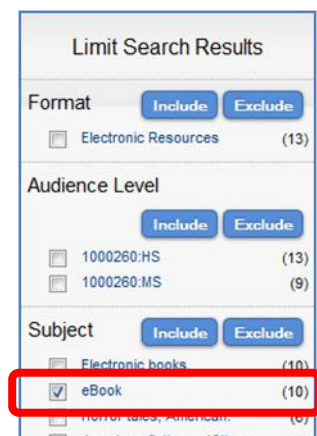 Limit Search Results
Format Include Exclude
Electronic Resources (13)
Audience Level
Include Exclude
1000260:HS (13)
1000260:MS (9)
Subject Include Exclude
Electronic books (10)
eBook (10)
Horror tales, American. (6)